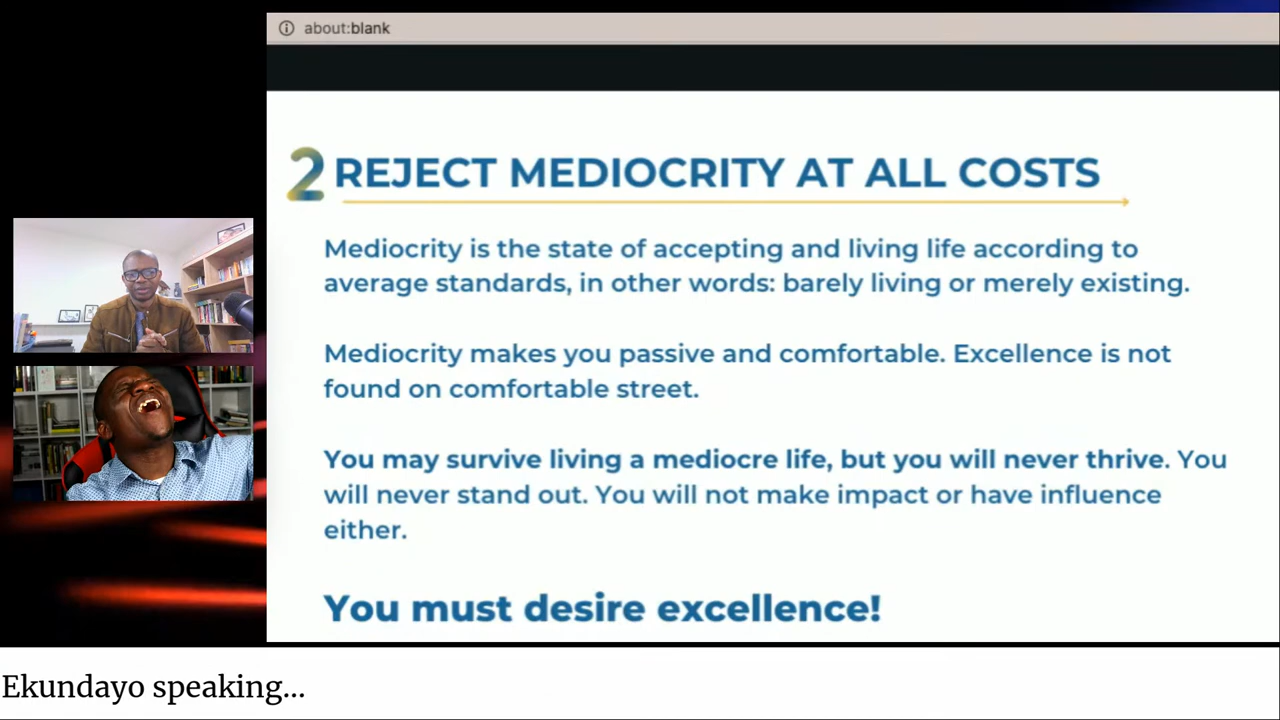 about:blank
2 REJECT MEDIOCRITY AT ALL COSTS
Mediocrity is the state of accepting and living life according to
average standards, in other words: barely living or merely existing.
Mediocrity makes you passive and comfortable. Excellence is not
found on comfortable street.
You may survive living a mediocre life, but you will never thrive. You
will never stand out. You will not make impact or have influence
either.
You must desire excellence!
Ekundayo speaking...